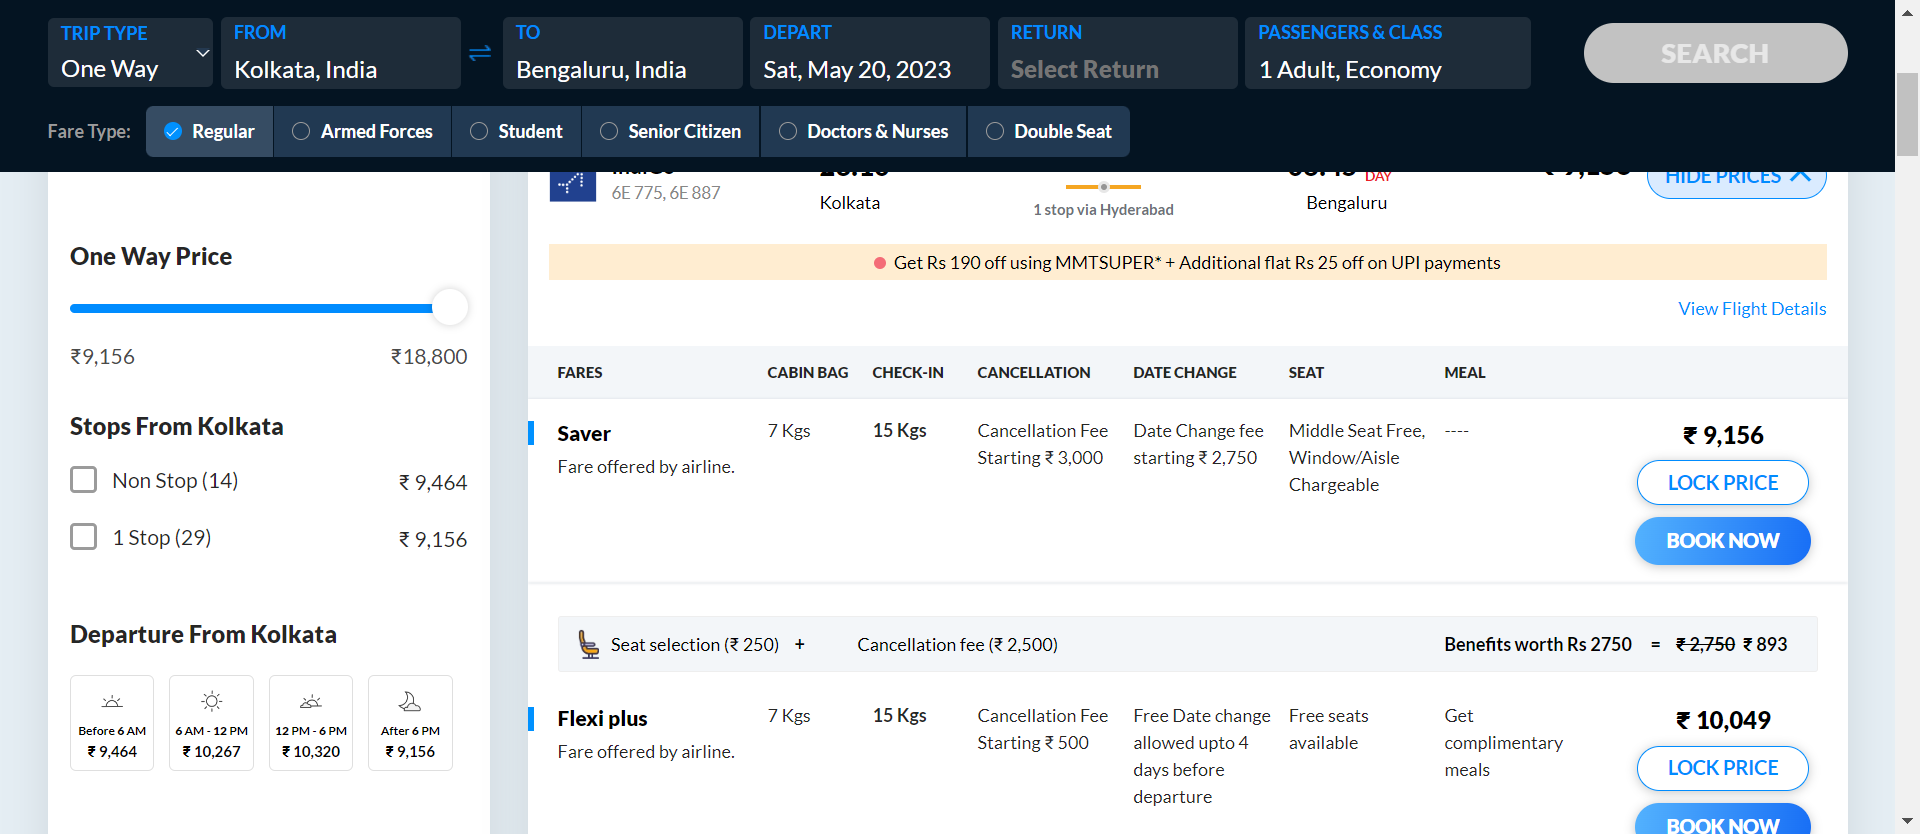 TRIP TYPE
One Way
FROM
Kolkata, India
TO
Bengaluru, India
DEPART
Sat, May 20, 2023
RETURN
Select Return
PASSENGERS & CLASS
1 Adult, Economy
SEARCH
Fare Type:
Regular
Armed Forces
Student
Senior Citizen
Doctors & Nurses
Double Seat
One Way Price
₹9,156
₹18,800
Stops From Kolkata
Non Stop (14)
₹ 9,464
1 Stop (29)
₹ 9,156
Departure From Kolkata
Before 6 AM
₹ 9,464
6 AM - 12 PM
₹ 10,267
12 PM - 6 PM
₹ 10,320
After 6 PM
₹ 9,156
6E 775, 6E 887
Kolkata
1 stop via Hyderabad
DAY
Bengaluru
HIDE PRICES
Get Rs 190 off using MMTSUPER* + Additional flat Rs 25 off on UPI payments
View Flight Details
FARES CABIN BAG CHECK-IN CANCELLATION DATE CHANGE SEAT MEAL
Saver
Fare offered by airline.
7 Kgs
15 Kgs
Cancellation Fee
Starting ₹ 3,000
Date Change fee
starting ₹ 2,750
Middle Seat Free,
Window/Aisle
Chargeable
----
₹ 9,156
LOCK PRICE
BOOK NOW
Seat selection (₹ 250) + Cancellation fee (₹ 2,500)
Benefits worth Rs 2750 = ₹ 2,750 ₹ 893
Flexi plus
Fare offered by airline.
7 Kgs
15 Kgs
Cancellation Fee
Starting ₹ 500
Free Date change
allowed upto 4
days before
departure
Free seats
available
Get
complimentary
meals
₹ 10,049
LOCK PRICE
BOOK NOW